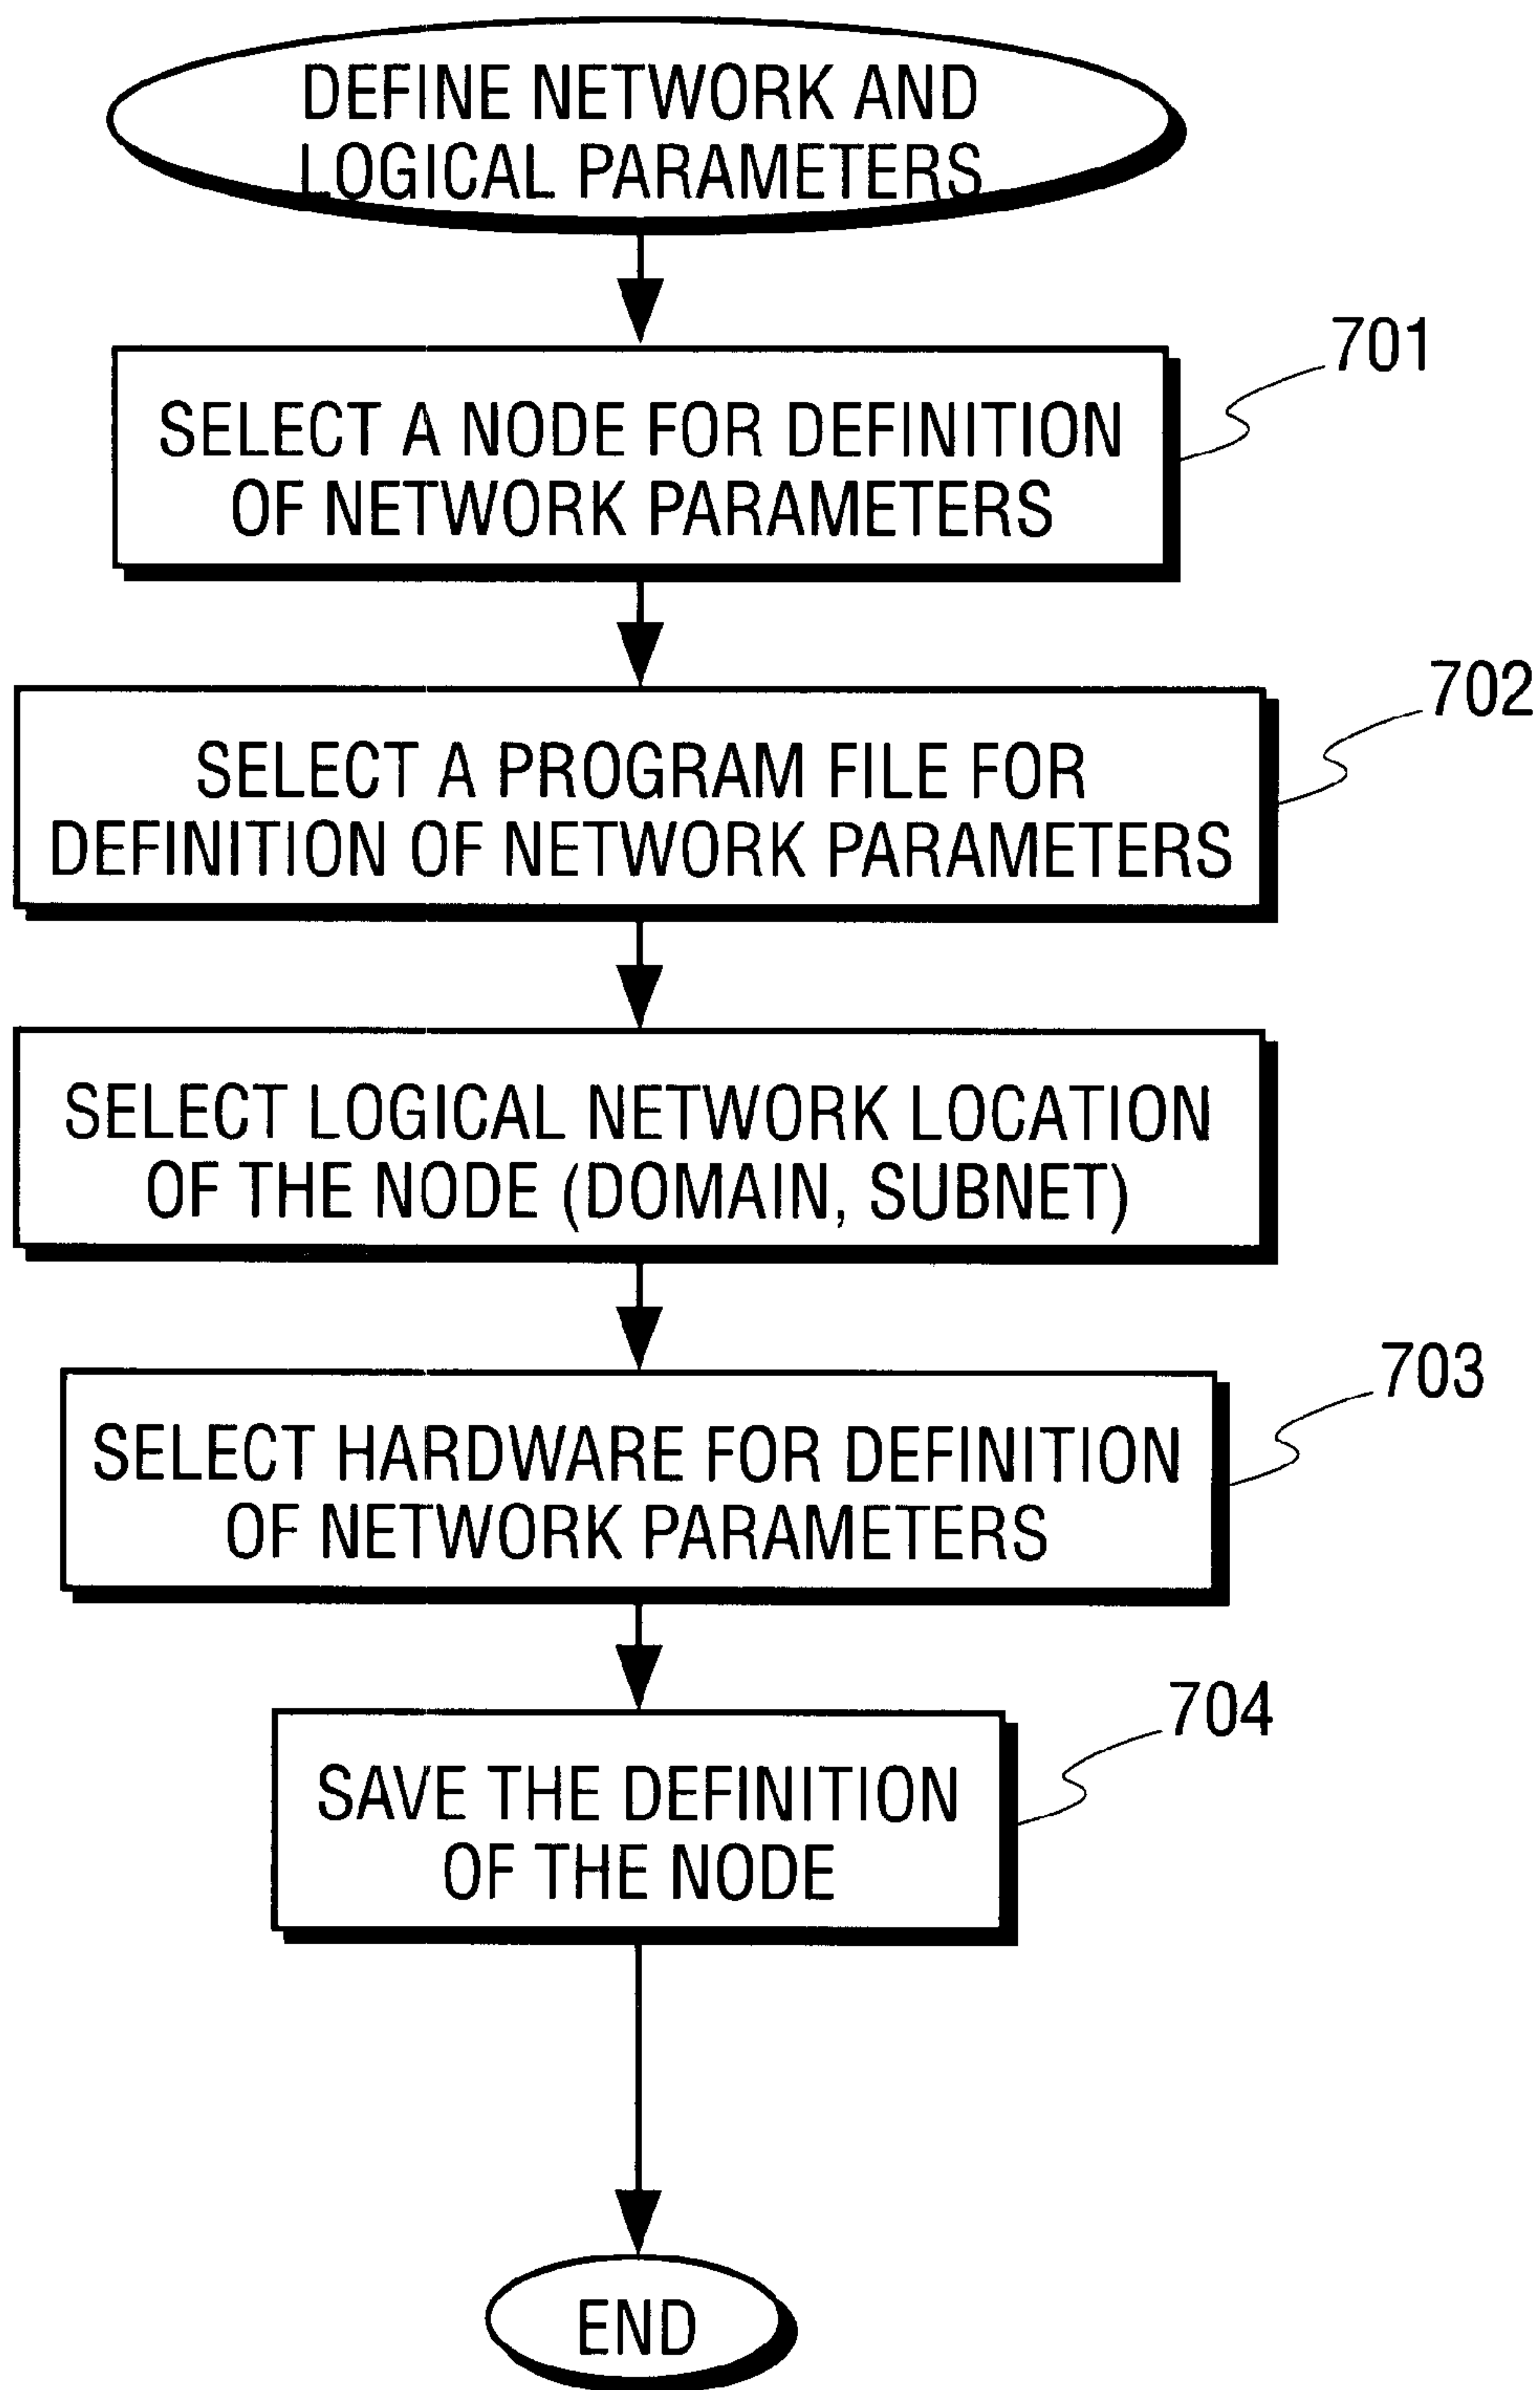 DEFINE NETWORK AND
LOGICAL PARAMETERS
701
SELECT A NODE FOR DEFINITION
OF NETWORK PARAMETERS
702
SELECT A PROGRAM FILE FOR
DEFINITION OF NETWORK PARAMETERS
SELECT LOGICAL NETWORK LOCATION
OF THE NODE (DOMAIN, SUBNET)
703
SELECT HARDWARE FOR DEFINITION
OF NETWORK PARAMETERS
704
SAVE THE DEFINITION
OF THE NODE
END